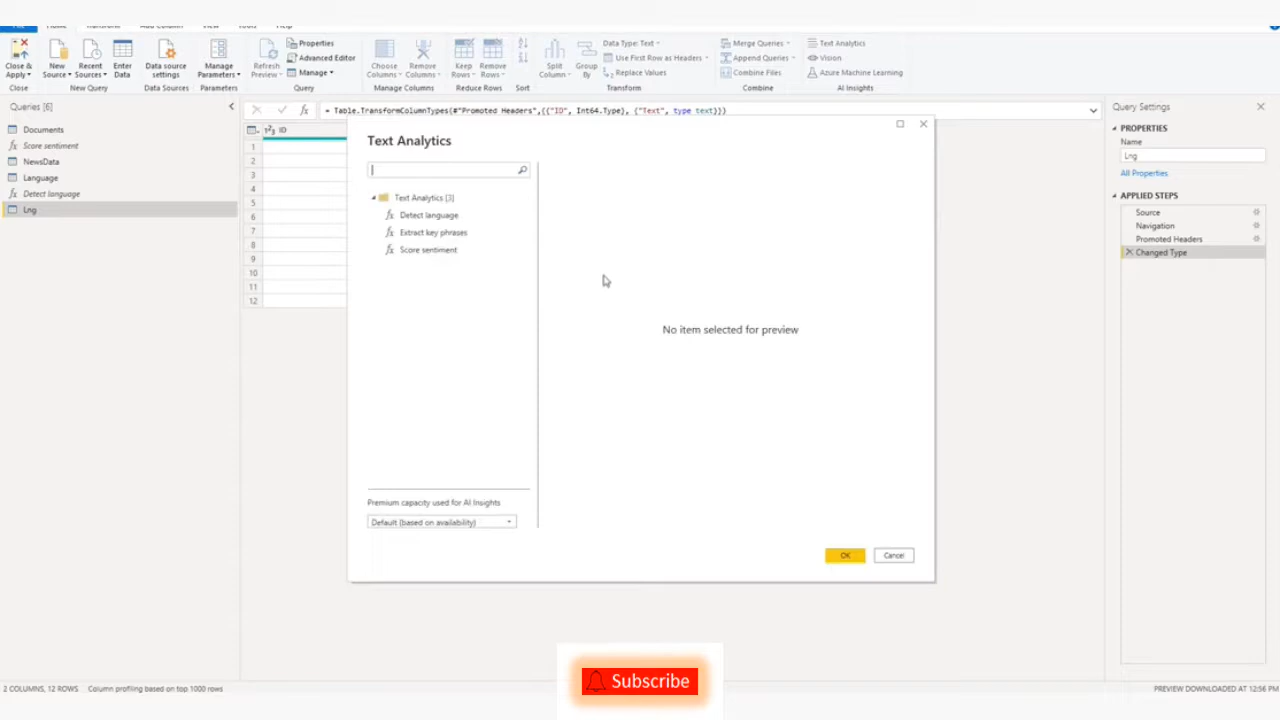 File Home Transform Add Column View Tools Help
Close & Apply
New Source
Recent Sources
Enter Data
Data source settings
Manage Parameters
Refresh Preview
Properties
Advanced Editor
Manage
Choose Columns
Remove Columns
Keep Rows
Remove Rows
Split Column
Group By
Data Type: Text
Use First Row as Headers
Replace Values
Merge Queries
Append Queries
Combine Files
Text Analytics
Vision
Azure Machine Learning
Close
New Query
Data Sources
Parameters
Query
Manage Columns
Reduce Rows
Sort
Transform
Combine
AI Insights
Queries [6]
Documents
Score sentiment
NewsData
Language
Detect language
Lng
= Table.TransformColumnTypes(#"Promoted Headers",{{"ID", Int64.Type}, {"Text", type text}})
ID
1
2
3
4
5
6
7
8
9
10
11
12
Text Analytics
Text Analytics [3]
Detect language
Extract key phrases
Score sentiment
No item selected for preview
Premium capacity used for AI Insights
Default (based on availability)
OK
Cancel
Query Settings
PROPERTIES
Name
Lng
All Properties
APPLIED STEPS
Source
Navigation
Promoted Headers
Changed Type
Subscribe
2 COLUMNS, 12 ROWS
Column profiling based on top 1000 rows
PREVIEW DOWNLOADED AT 12:56 PM